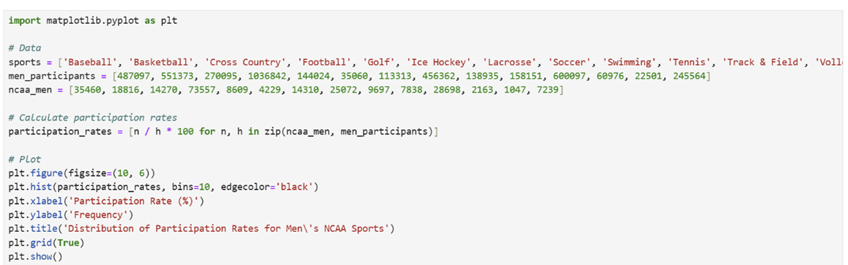 import matplotlib.pyplot as plt
# Data
sports = ['Baseball', 'Basketball', 'Cross Country', 'Football', 'Golf', 'Ice Hockey', 'Lacrosse', 'Soccer', 'Swimming', 'Tennis', 'Track & Field', 'Voll
men_participants = [487097, 551373, 270095, 1036842, 144024, 35060, 113313, 456362, 138935, 158151, 600097, 60976, 22501, 245564]
ncaa_men = [35460, 18816, 14270, 73557, 8609, 4229, 14310, 25072, 9697, 7838, 28698, 2163, 1047, 7239]
# Calculate participation rates
participation_rates = [n / h * 100 for n, h in zip(ncaa_men, men_participants)]
# Plot
plt.figure(figsize=(10, 6))
plt.hist(participation_rates, bins=10, edgecolor='black')
plt.xlabel('Participation Rate (%)')
plt.ylabel('Frequency')
plt.title('Distribution of Participation Rates for Men\'s NCAA Sports')
plt.grid(True)
plt.show()